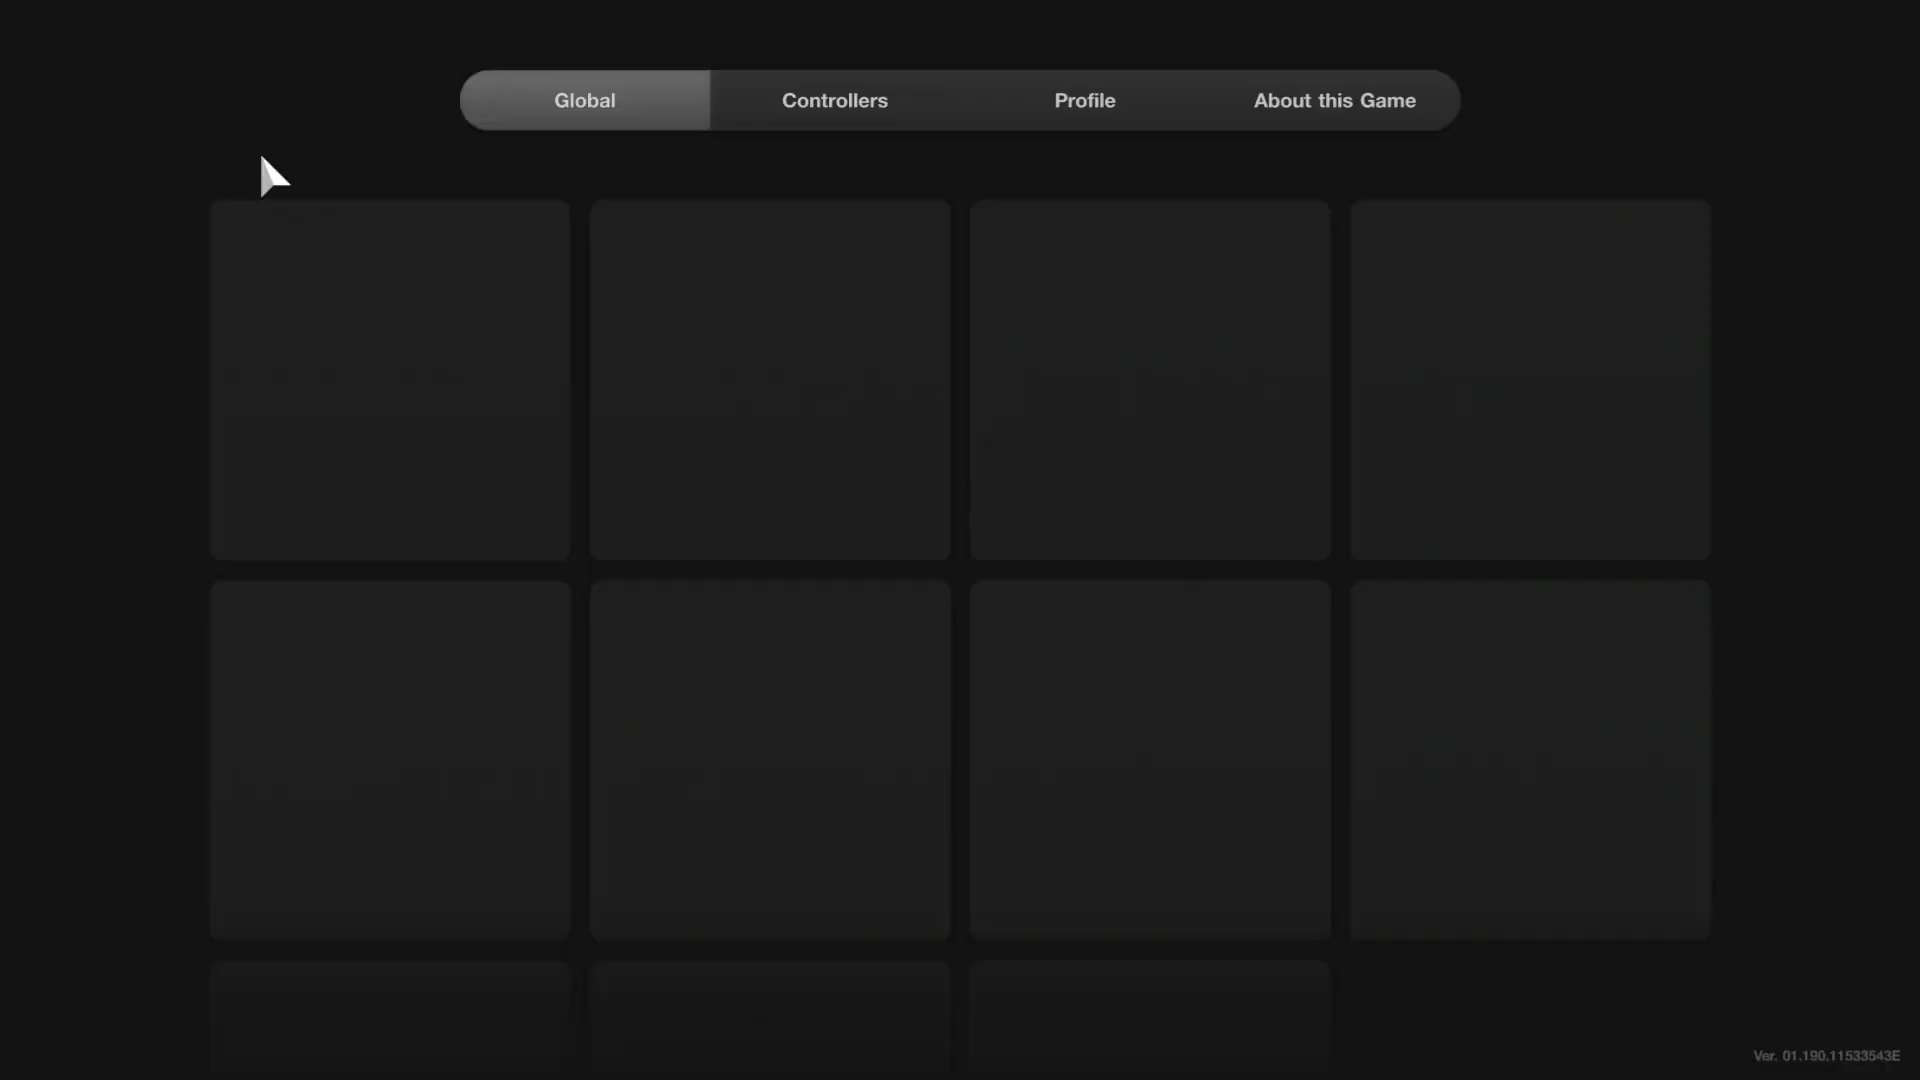 Global
Controllers
Profile
About this Game
Ver. 01.190.11533543E